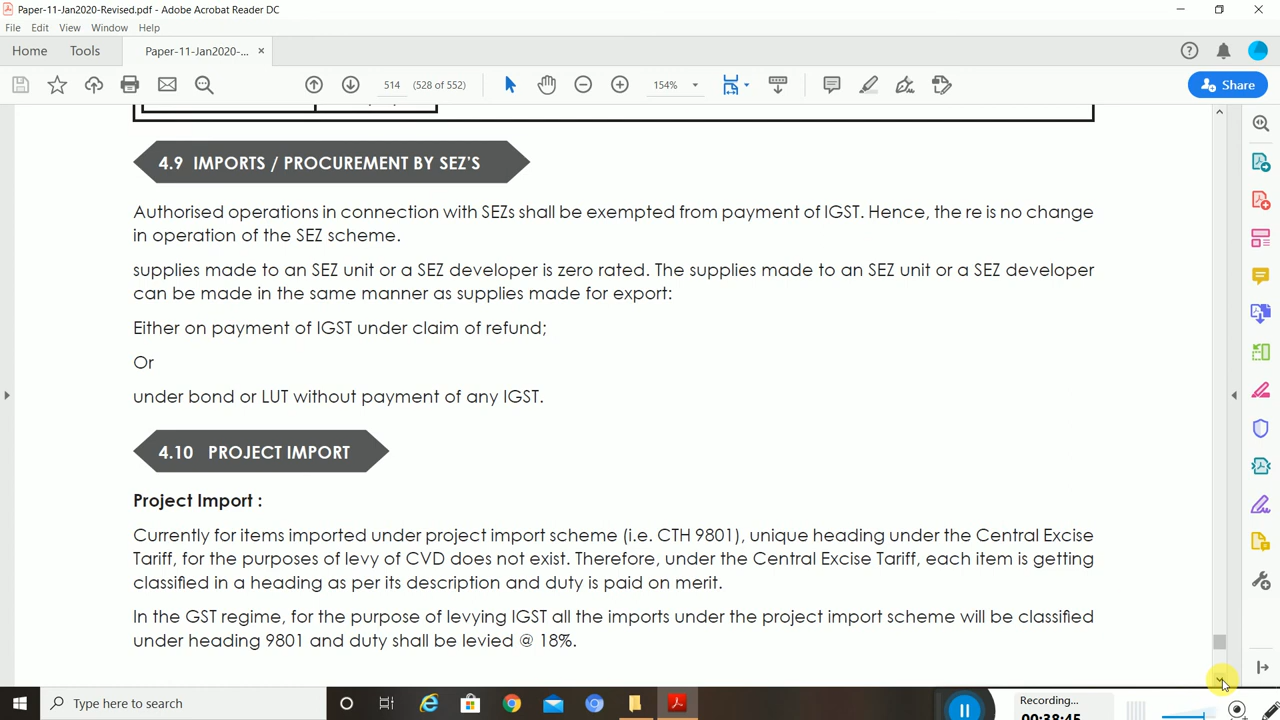 Paper-11-Jan2020-Revised.pdf - Adobe Acrobat Reader DC
File Edit View Window Help
Home Tools Paper-11-Jan2020-... ×
514 (528 of 552) 154% Share
4.9 IMPORTS / PROCUREMENT BY SEZ'S
Authorised operations in connection with SEZs shall be exempted from payment of IGST. Hence, the re is no change
in operation of the SEZ scheme.
supplies made to an SEZ unit or a SEZ developer is zero rated. The supplies made to an SEZ unit or a SEZ developer
can be made in the same manner as supplies made for export:
Either on payment of IGST under claim of refund;
Or
under bond or LUT without payment of any IGST.
4.10 PROJECT IMPORT
Project Import :
Currently for items imported under project import scheme (i.e. CTH 9801), unique heading under the Central Excise
Tariff, for the purposes of levy of CVD does not exist. Therefore, under the Central Excise Tariff, each item is getting
classified in a heading as per its description and duty is paid on merit.
In the GST regime, for the purpose of levying IGST all the imports under the project import scheme will be classified
under heading 9801 and duty shall be levied @ 18%.
Type here to search
Recording...
00:38:45